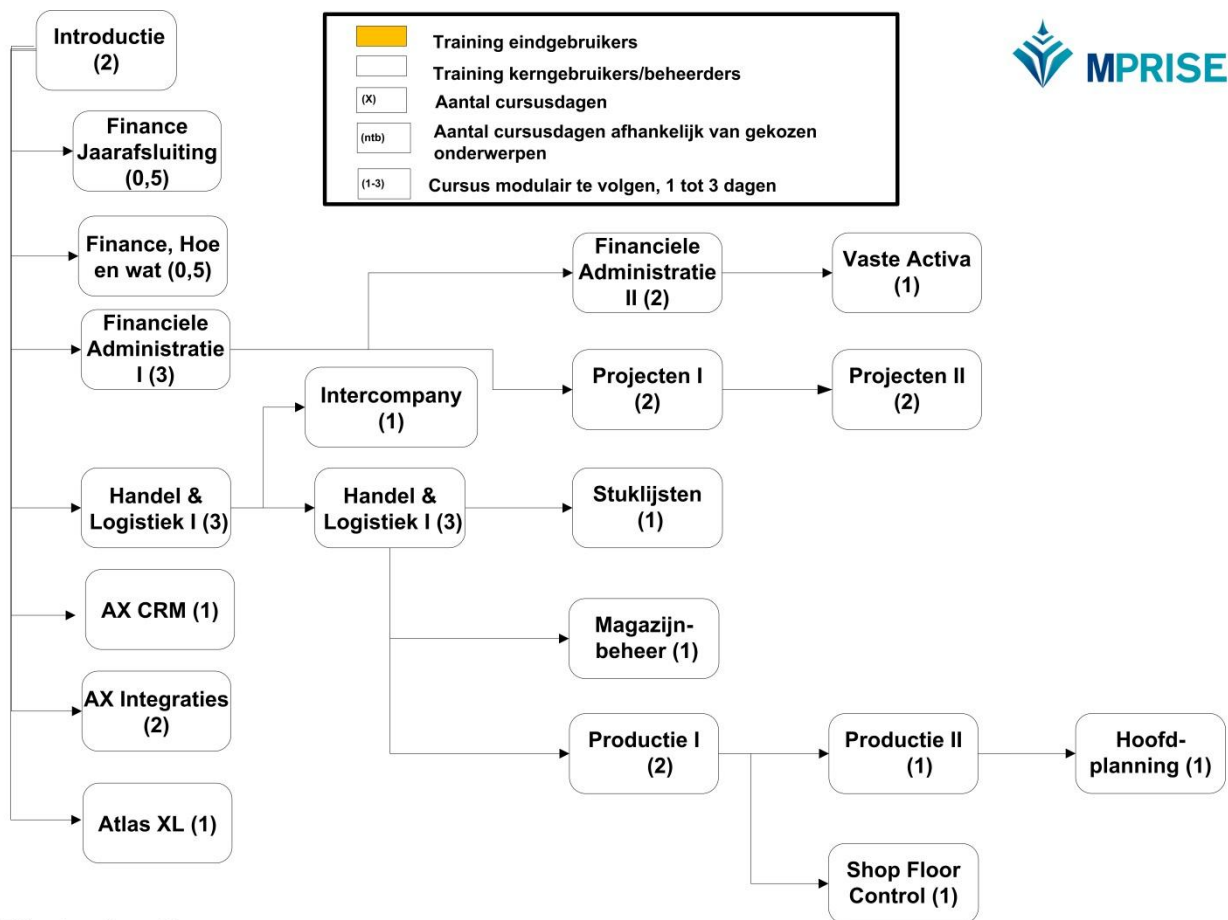 Introductie
(2)
Training eindgebruikers
Training kerngebruikers/beheerders
(X)
Aantal cursusdagen
(ntb)
Aantal cursusdagen afhankelijk van gekozen
onderwerpen
(1-3)
Cursus modulair te volgen, 1 tot 3 dagen
MPRISE
Finance
Jaarafsluiting
(0,5)
Finance, Hoe
en wat (0,5)
Financiele
Administratie
I (3)
Financiele
Administratie
II (2)
Vaste Activa
(1)
Intercompany
(1)
Projecten I
(2)
Projecten II
(2)
Handel &
Logistiek I (3)
Handel &
Logistiek I (3)
Stuklijsten
(1)
AX CRM (1)
Magazijn-
beheer (1)
AX Integraties
(2)
Productie I
(2)
Productie II
(1)
Hoofd-
planning (1)
Atlas XL (1)
Shop Floor
Control (1)